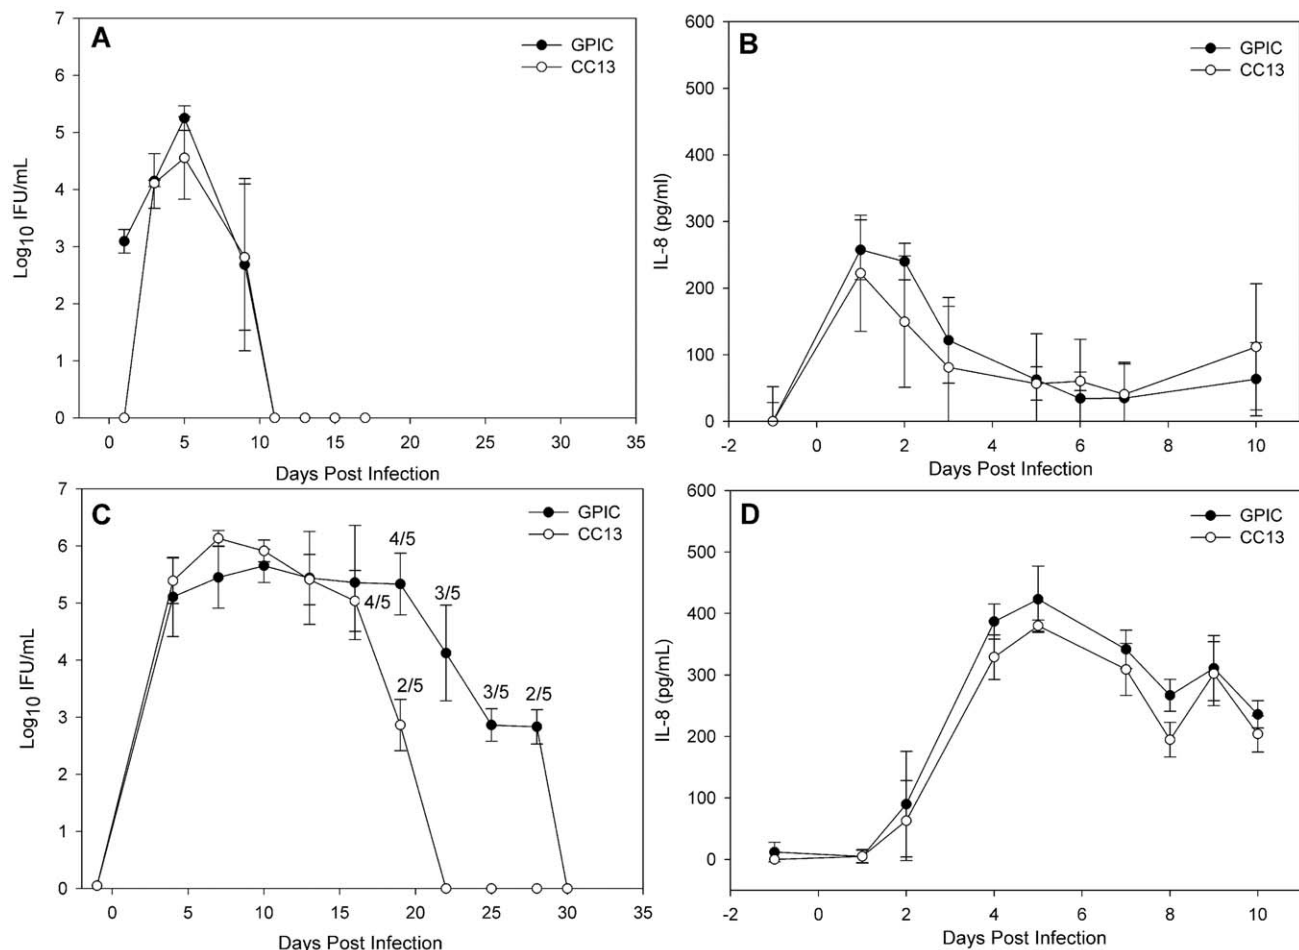 A
GPIC
CC13
7
6
5
4
3
2
1
0
Log10 IFU/mL
0 5 10 15 20 25 30 35
Days Post Infection
B
GPIC
CC13
600
500
400
300
200
100
0
IL-8 (pg/ml)
-2 0 2 4 6 8 10
Days Post Infection
C
GPIC
CC13
7
6
5
4
3
2
1
0
Log10 IFU/mL
4/5
3/5
4/5
2/5
3/5 2/5
0 5 10 15 20 25 30 35
Days Post Infection
D
GPIC
CC13
600
500
400
300
200
100
0
IL-8 (pg/mL)
-2 0 2 4 6 8 10
Days Post Infection